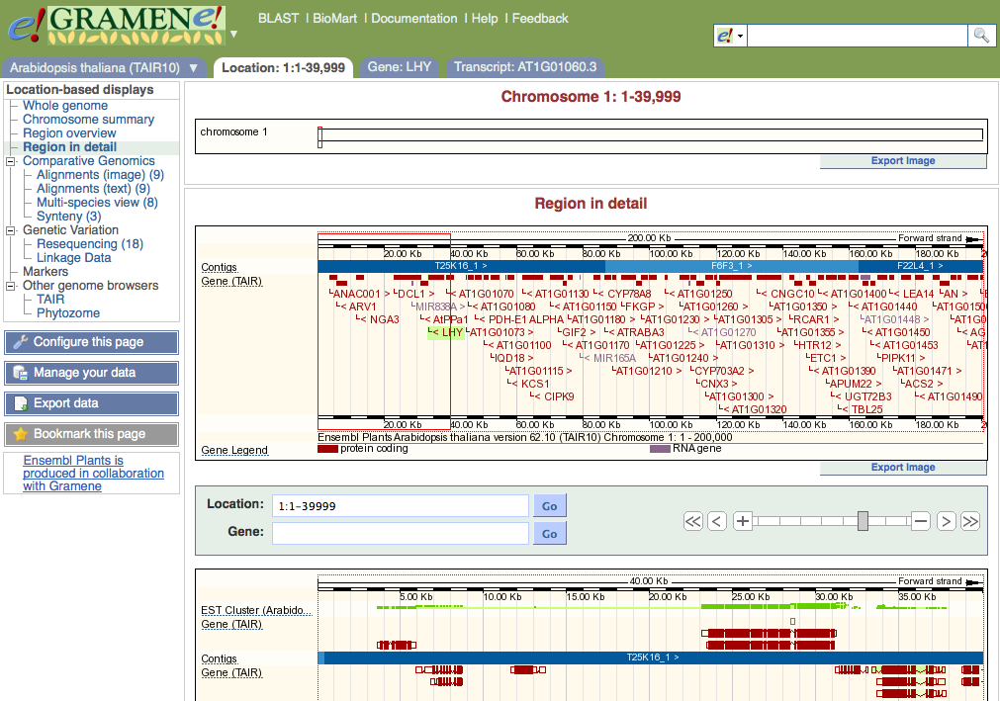 e! GRAMENE!
BLAST | BioMart | Documentation | Help | Feedback
e!
Arabidopsis thaliana (TAIR10) ▼ Location: 1:1-39,999 Gene: LHY Transcript: AT1G01060.3
Location-based displays
Whole genome
Chromosome summary
Region overview
Region in detail
Comparative Genomics
Alignments (image) (9)
Alignments (text) (9)
Multi-species view (8)
Synteny (3)
Genetic Variation
Resequencing (18)
Linkage Data
Markers
Other genome browsers
TAIR
Phytozome
Configure this page
Manage your data
Export data
Bookmark this page
Ensembl Plants is
produced in collaboration
with Gramene
Chromosome 1: 1-39,999
chromosome 1
Export Image
Region in detail
200.00 Kb Forward strand
20.00 Kb 40.00 Kb 60.00 Kb 80.00 Kb 100.00 Kb 120.00 Kb 140.00 Kb 160.00 Kb 180.00 Kb
Contigs T25K16_1 > F6F3_1 > F22L4_1 >
Gene (TAIR)
ANAC001 > DCL1 > < AT1G01070 < AT1G01130 < CYP78A8 < AT1G01250 < CNGC10 < AT1G01400 < LEA14 < AN >
< ARV1 MIR838A > < AT1G01080 < AT1G01150 < FKGP > AT1G01260 > < AT1G01350 > < AT1G01440
< NGA3 < AtPPa1 < PDH-E1 ALPHA AT1G01180 > < AT1G01230 > AT1G01305 > RCAR1 > AT1G01448 >
< LHY AT1G01073 > GIF2 > < ATRABA3 < AT1G01270 AT1G01355 > < AT1G01450 < AG
< AT1G01100 < AT1G01170 AT1G01225 > < AT1G01310 > HTR12 > < AT1G01453
IQD18 > < MIR165A AT1G01240 > ETC1 > PIPK11 >
AT1G01115 > AT1G01210 > CYP703A2 > < AT1G01390 AT1G01471 >
< KCS1 CNX3 > APUM22 > ACS2 >
< CIPK9 AT1G01300 > < UGT72B3 < AT1G01490
< AT1G01320 < TBL25
20.00 Kb 40.00 Kb 60.00 Kb 80.00 Kb 100.00 Kb 120.00 Kb 140.00 Kb 160.00 Kb 180.00 Kb
Ensembl Plants Arabidopsis thaliana version 62.10 (TAIR10) Chromosome 1: 1 - 200,000
Gene Legend protein coding RNA gene
Export Image
Location: 1:1-39999 Go
Gene: Go
40.00 Kb Forward strand
5.00 Kb 10.00 Kb 15.00 Kb 20.00 Kb 25.00 Kb 30.00 Kb 35.00 Kb
EST Cluster (Arabido...
Gene (TAIR)
Contigs T25K16_1 >
Gene (TAIR)